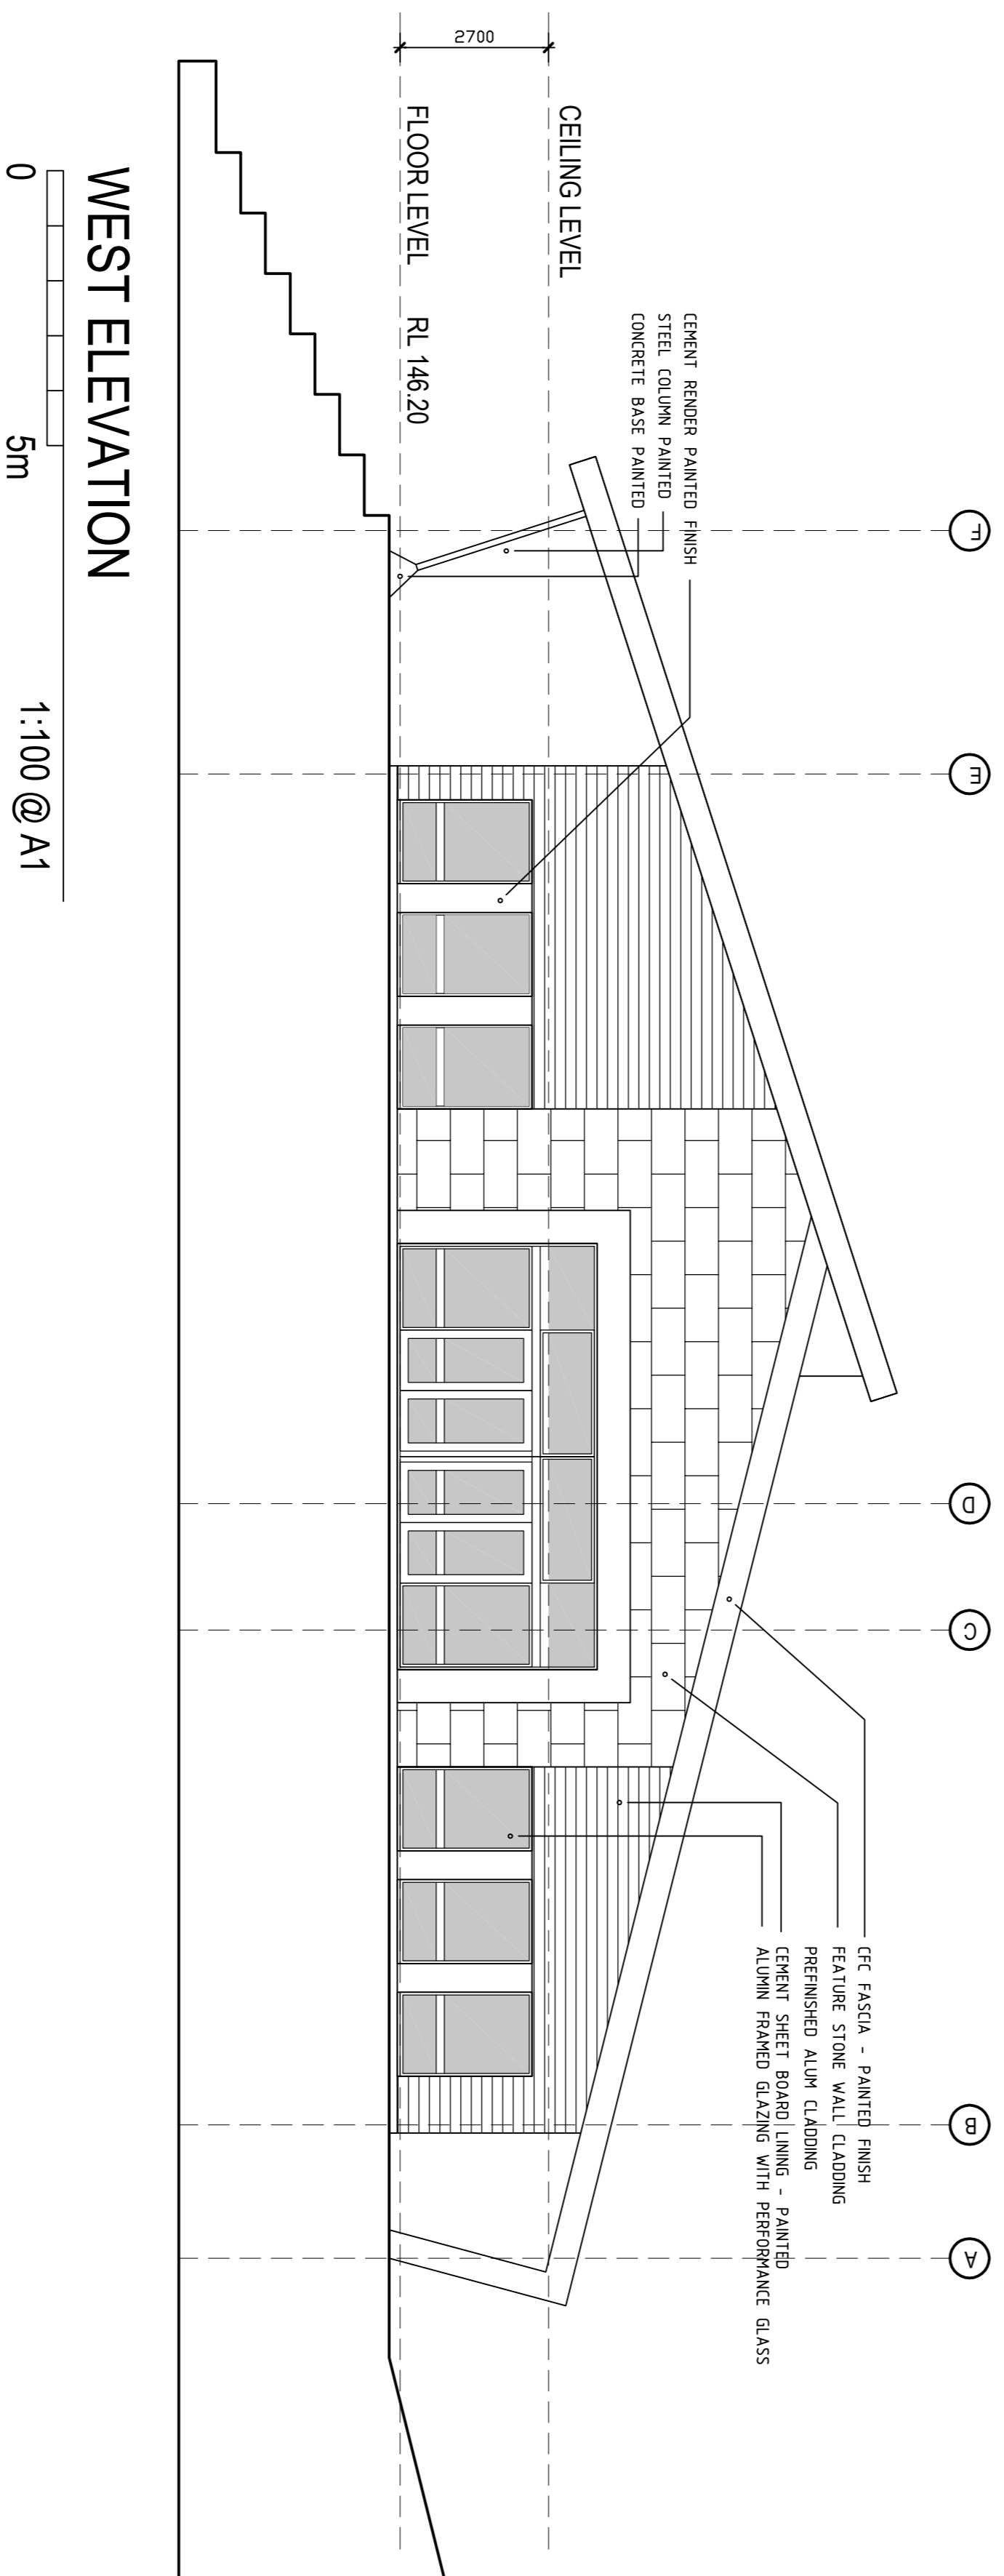 F
E
D
C
B
A
CFC FASCIA - PAINTED FINISH
FEATURE STONE WALL CLADDING
PREFINISHED ALUM CLADDING
CEMENT SHEET BOARD LINING - PAINTED
ALUMIN FRAMED GLAZING WITH PERFORMANCE GLASS
CEMENT RENDER PAINTED FINISH
STEEL COLUMN PAINTED
CONCRETE BASE PAINTED
CEILING LEVEL
2700
FLOOR LEVEL RL 146.20
WEST ELEVATION
0 5m
1:100 @ A1